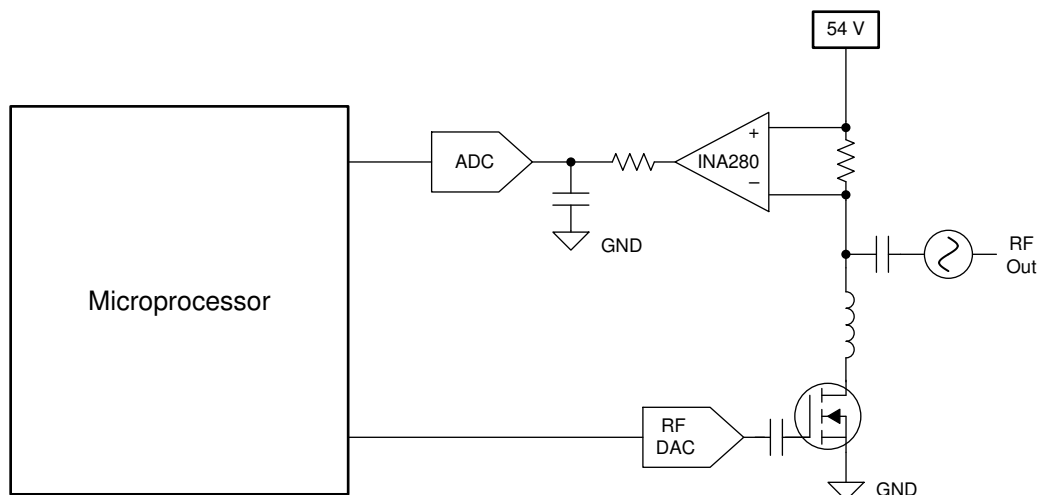 54 V
ADC
+
INA280
–
GND
RF
Out
Microprocessor
RF
DAC
GND